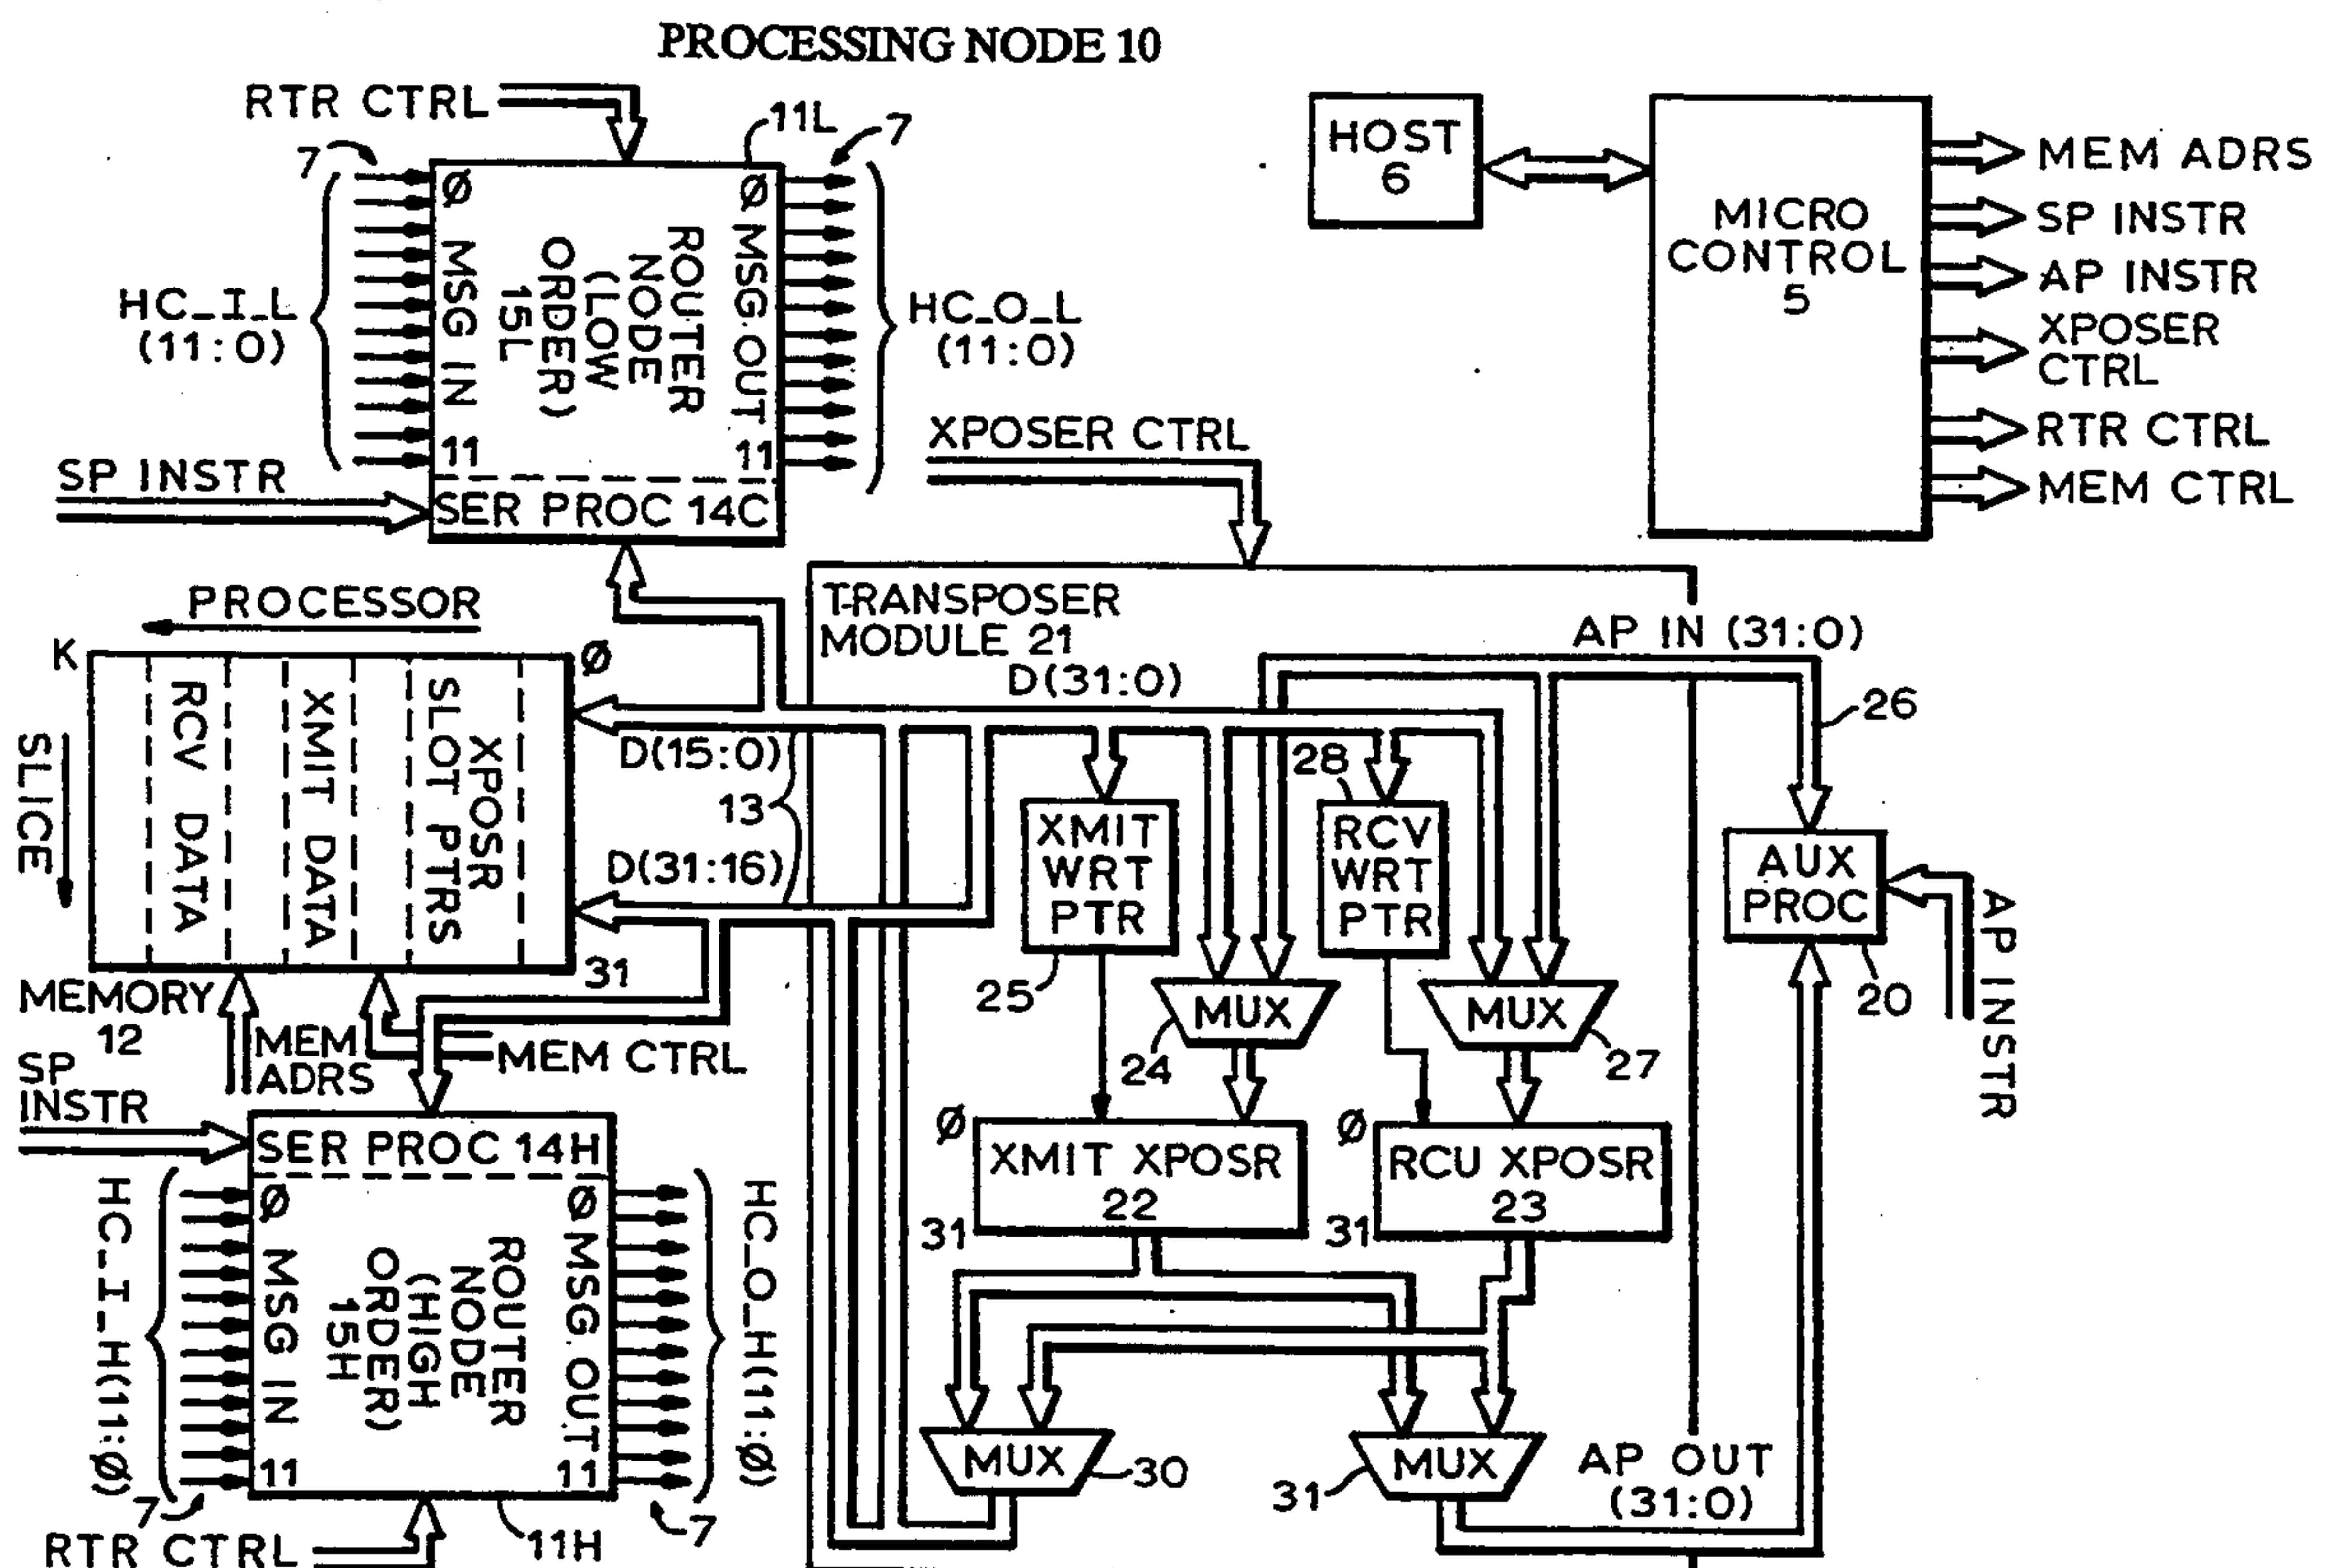 PROCESSING NODE 10
RTR CTRL
11L
7
7
Ø
Ø
MSG IN
ROUTER
NODE
(LOW
ORDER)
15L
MSG OUT
11
11
HC_I_L
(11:0)
HC_O_L
(11:0)
SP INSTR
SER PROC 14C
HOST
6
MICRO
CONTROL
5
MEM ADRS
SP INSTR
AP INSTR
XPOSER
CTRL
RTR CTRL
MEM CTRL
XPOSER CTRL
PROCESSOR
K
Ø
SLICE
RCV DATA
XMIT DATA
XPOSR
SLOT PTRS
31
MEMORY
12
MEM
ADRS
MEM CTRL
D(15:0)
13
D(31:16)
TRANSPOSER
MODULE 21
D(31:0)
AP IN (31:0)
26
28
XMIT
WRT
PTR
25
RCV
WRT
PTR
AUX
PROC
20
AP INSTR
MUX
24
MUX
27
Ø
XMIT XPOSR
22
31
Ø
RCU XPOSR
23
31
MUX
30
MUX
31
AP OUT
(31:0)
SP
INSTR
SER PROC 14H
Ø
Ø
MSG IN
ROUTER
NODE
(HIGH
ORDER)
15H
MSG OUT
11
11
HC_I_H(11:Ø)
HC_O_H(11:Ø)
7
7
RTR CTRL
11H